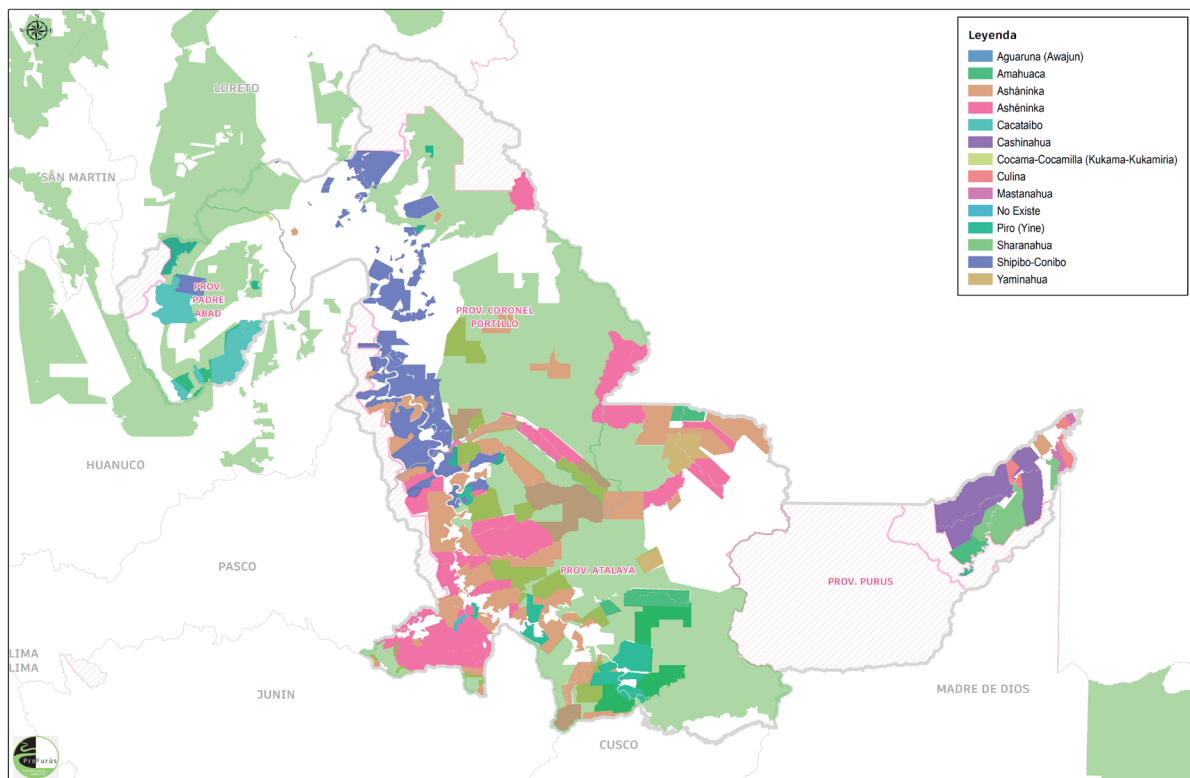 N
W
E
S
LORETO
SAN MARTIN
PROV.
PADRE
ABAD
PROV. CORONEL
PORTILLO
HUANUCO
PASCO
PROV. ATALAYA
PROV. PURUS
LIMA
LIMA
JUNIN
MADRE DE DIOS
CUSCO
Leyenda
Aguaruna (Awajun)
Amahuaca
Asháninka
Ashéninka
Cacataibo
Cashinahua
Cocama-Cocamilla (Kukama-Kukamiria)
Culina
Mastanahua
No Existe
Piro (Yine)
Sharanahua
Shipibo-Conibo
Yaminahua
ProPurús